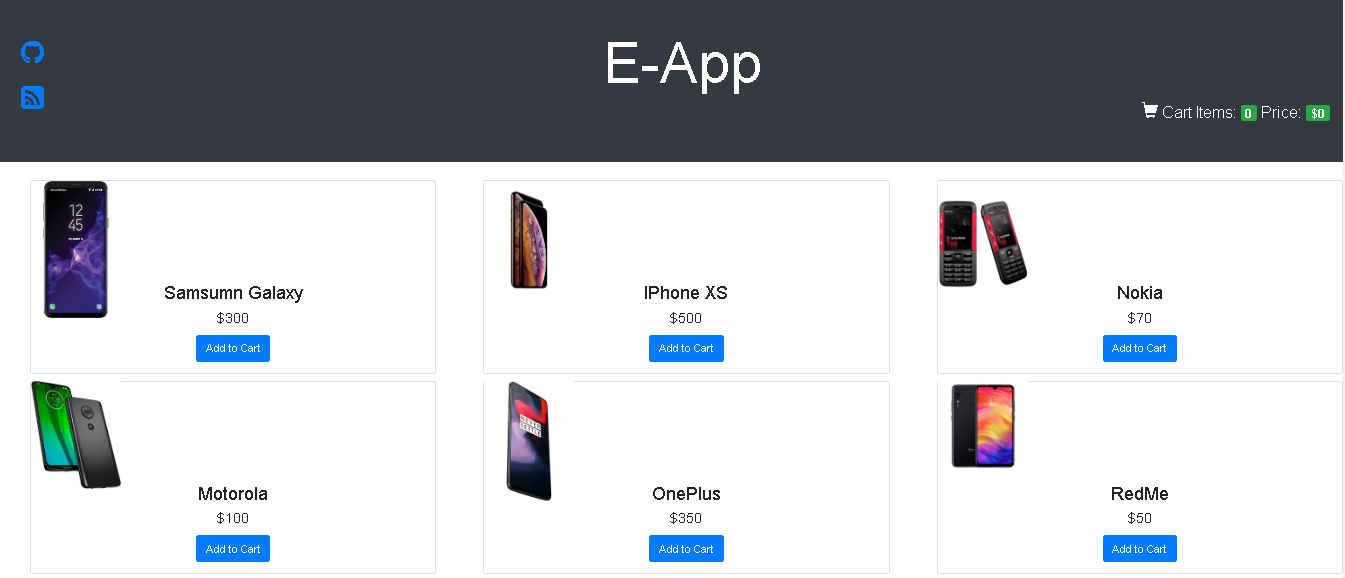 E-App
Cart Items: 0 Price: $0
12
45
Samsumn Galaxy
$300
Add to Cart
IPhone XS
$500
Add to Cart
Nokia
$70
Add to Cart
Motorola
$100
Add to Cart
NEVER
SETTLE
OnePlus
$350
Add to Cart
RedMe
$50
Add to Cart